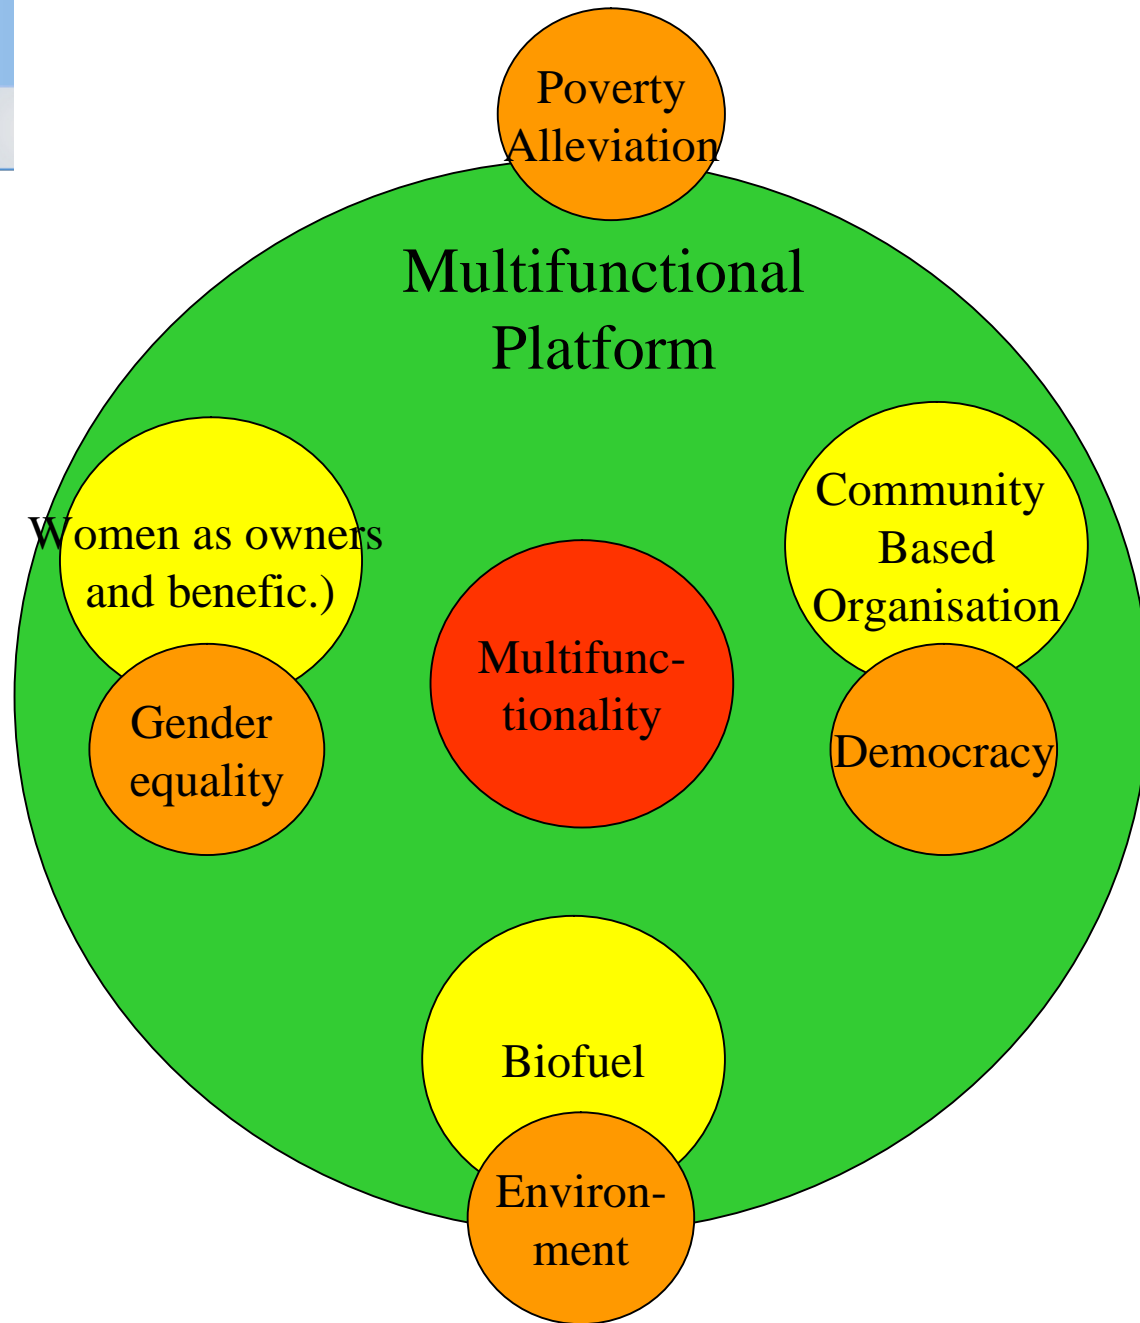 Poverty
Alleviation
Multifunctional
Platform
Women as owners
and benefic.)
Community
Based
Organisation
Multifunc-
tionality
Gender
equality
Democracy
Biofuel
Environ-
ment